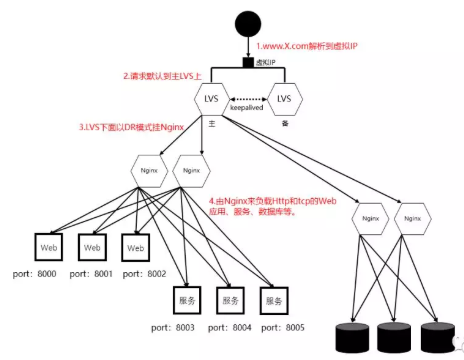 1.www.X.com解析到虚拟IP
虚拟IP
2.请求默认到主LVS上
LVS
LVS
keepalived
主
备
3.LVS下面以DR模式挂Nginx
Nginx
Nginx
4.由Nginx来负载Http和tcp的Web
应用、服务、数据库等。
Nginx
Nginx
Web
Web
Web
port：8000
port：8001
port：8002
服务
服务
服务
port：8003
port：8004
port：8005